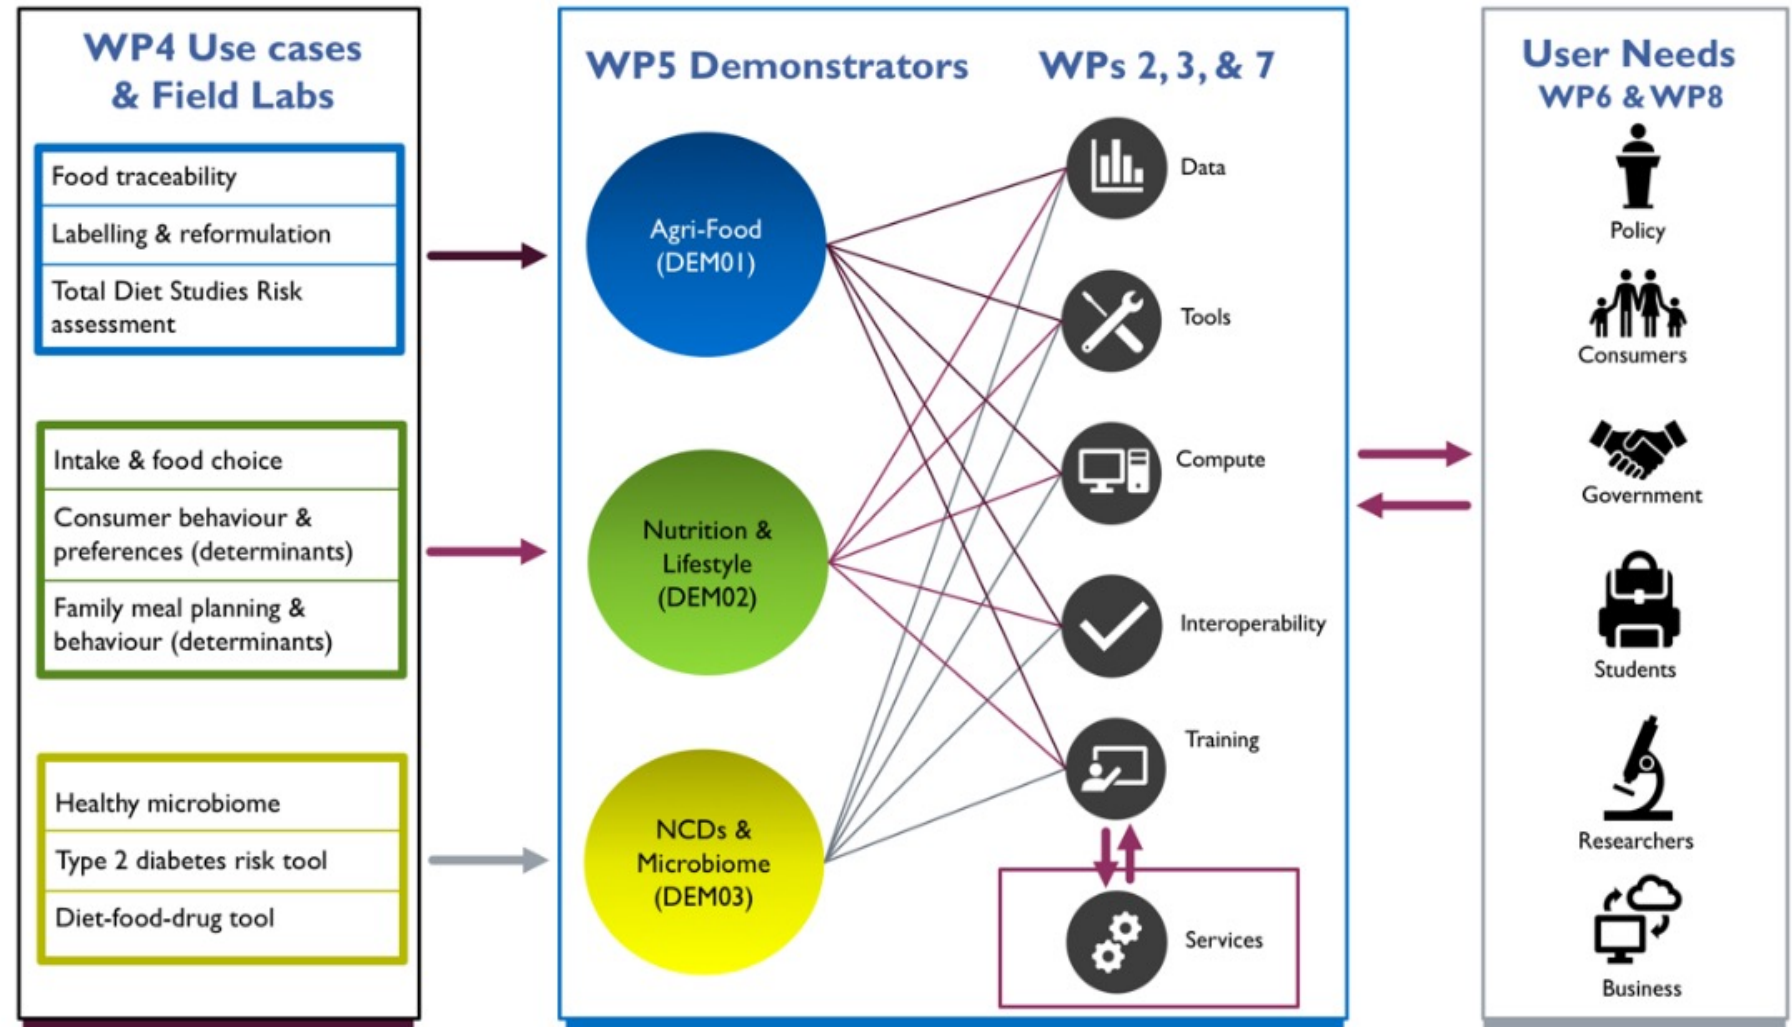 WP4 Use cases
& Field Labs
Food traceability
Labelling & reformulation
Total Diet Studies Risk
assessment
Intake & food choice
Consumer behaviour &
preferences (determinants)
Family meal planning &
behaviour (determinants)
Healthy microbiome
Type 2 diabetes risk tool
Diet-food-drug tool
WP5 Demonstrators
Agri-Food
(DEM01)
Nutrition &
Lifestyle
(DEM02)
NCDs &
Microbiome
(DEM03)
WPs 2, 3, & 7
Data
Tools
Compute
Interoperability
Training
Services
User Needs
WP6 & WP8
Policy
Consumers
Government
Students
Researchers
Business